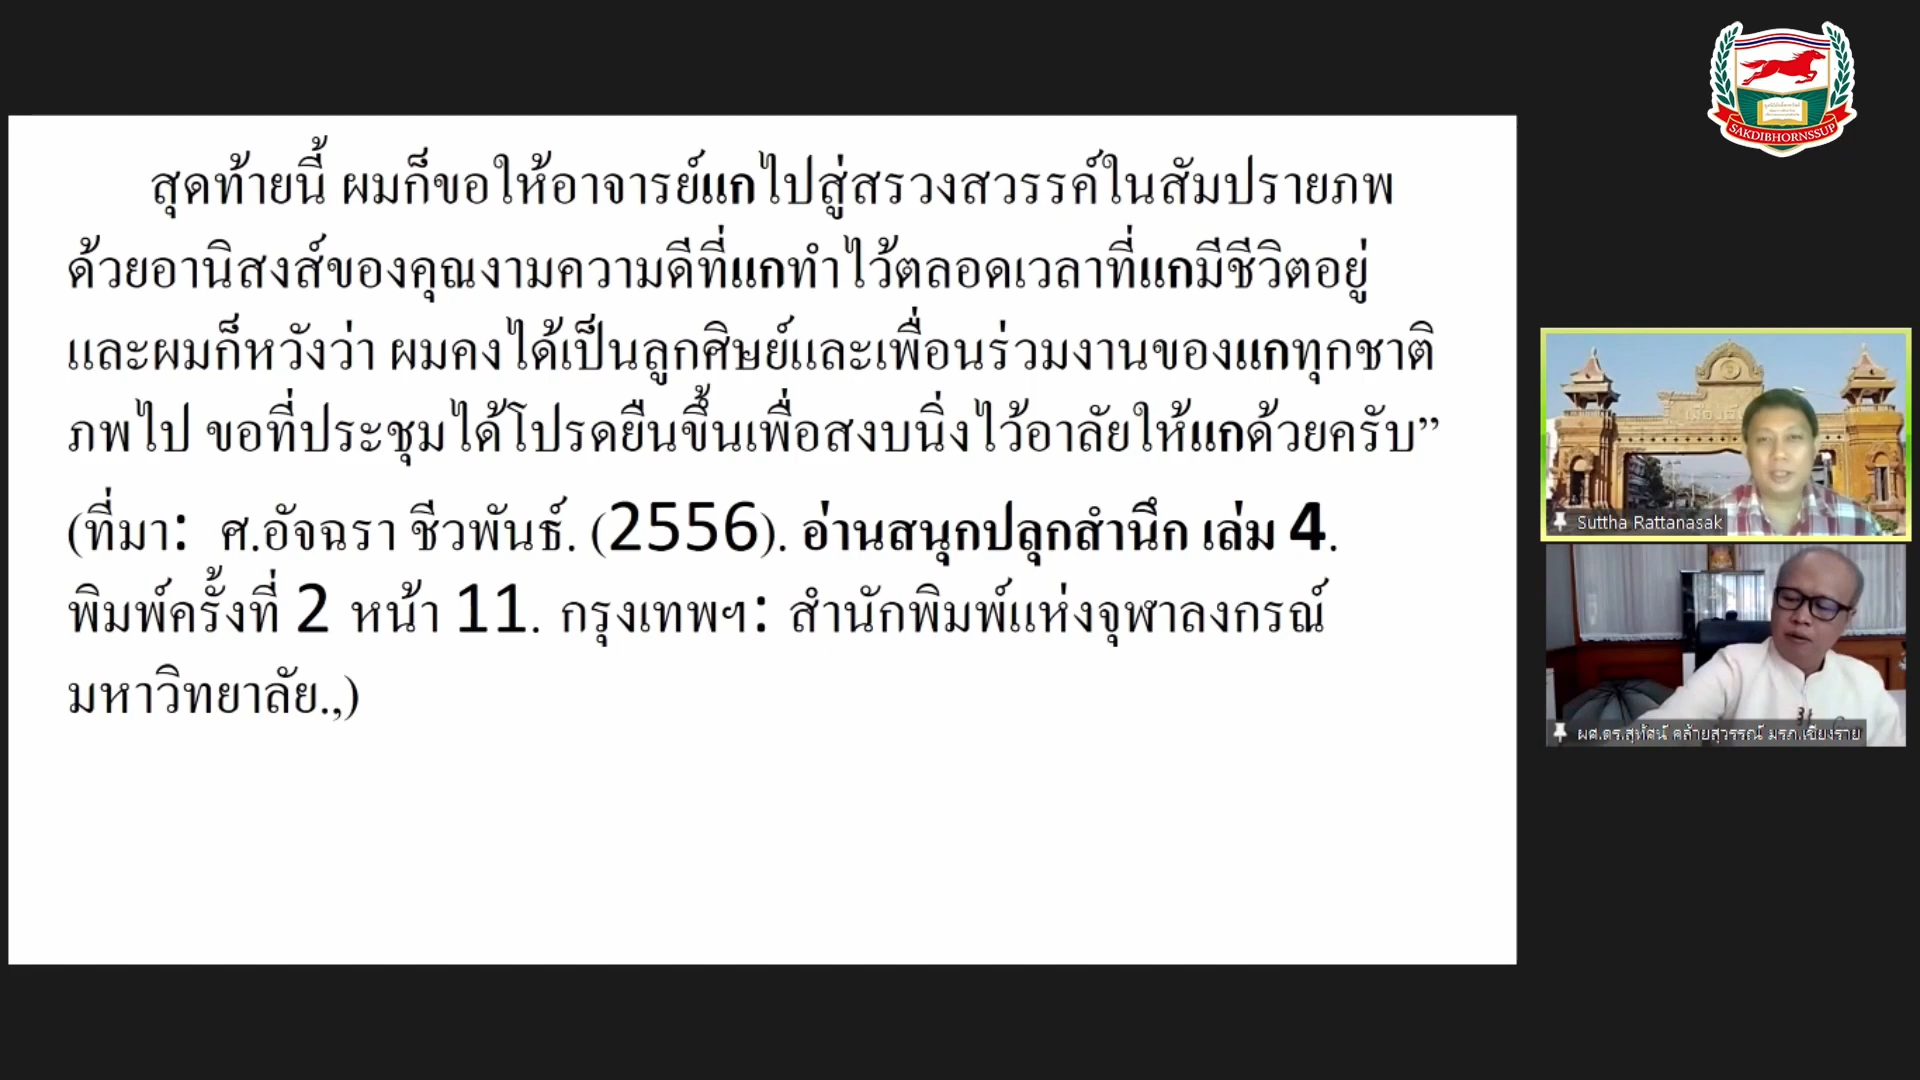 สุดท้ายนี้ ผมก็ขอให้อาจารย์แกไปสู่สรวงสวรรค์ในสัมปรายภพ
ด้วยอานิสงส์ของคุณงามความดีที่แกทำไว้ตลอดเวลาที่แกมีชีวิตอยู่
และผมก็หวังว่า ผมคงได้เป็นลูกศิษย์และเพื่อนร่วมงานของแกทุกชาติ
ภพไป ขอที่ประชุมได้โปรดยืนขึ้นเพื่อสงบนิ่งไว้อาลัยให้แกด้วยครับ”
(ที่มา: ศ.อัจฉรา ชีวพันธ์. (2556). อ่านสนุกปลุกสำนึก เล่ม 4.
พิมพ์ครั้งที่ 2 หน้า 11. กรุงเทพฯ: สำนักพิมพ์แห่งจุฬาลงกรณ์
มหาวิทยาลัย.,)
SAKDIBHORNSSUP
Suttha Rattanasak
ผศ.ดร.สุทัศน์ คล้ายสุวรรณ์ มรภ.เชียงราย